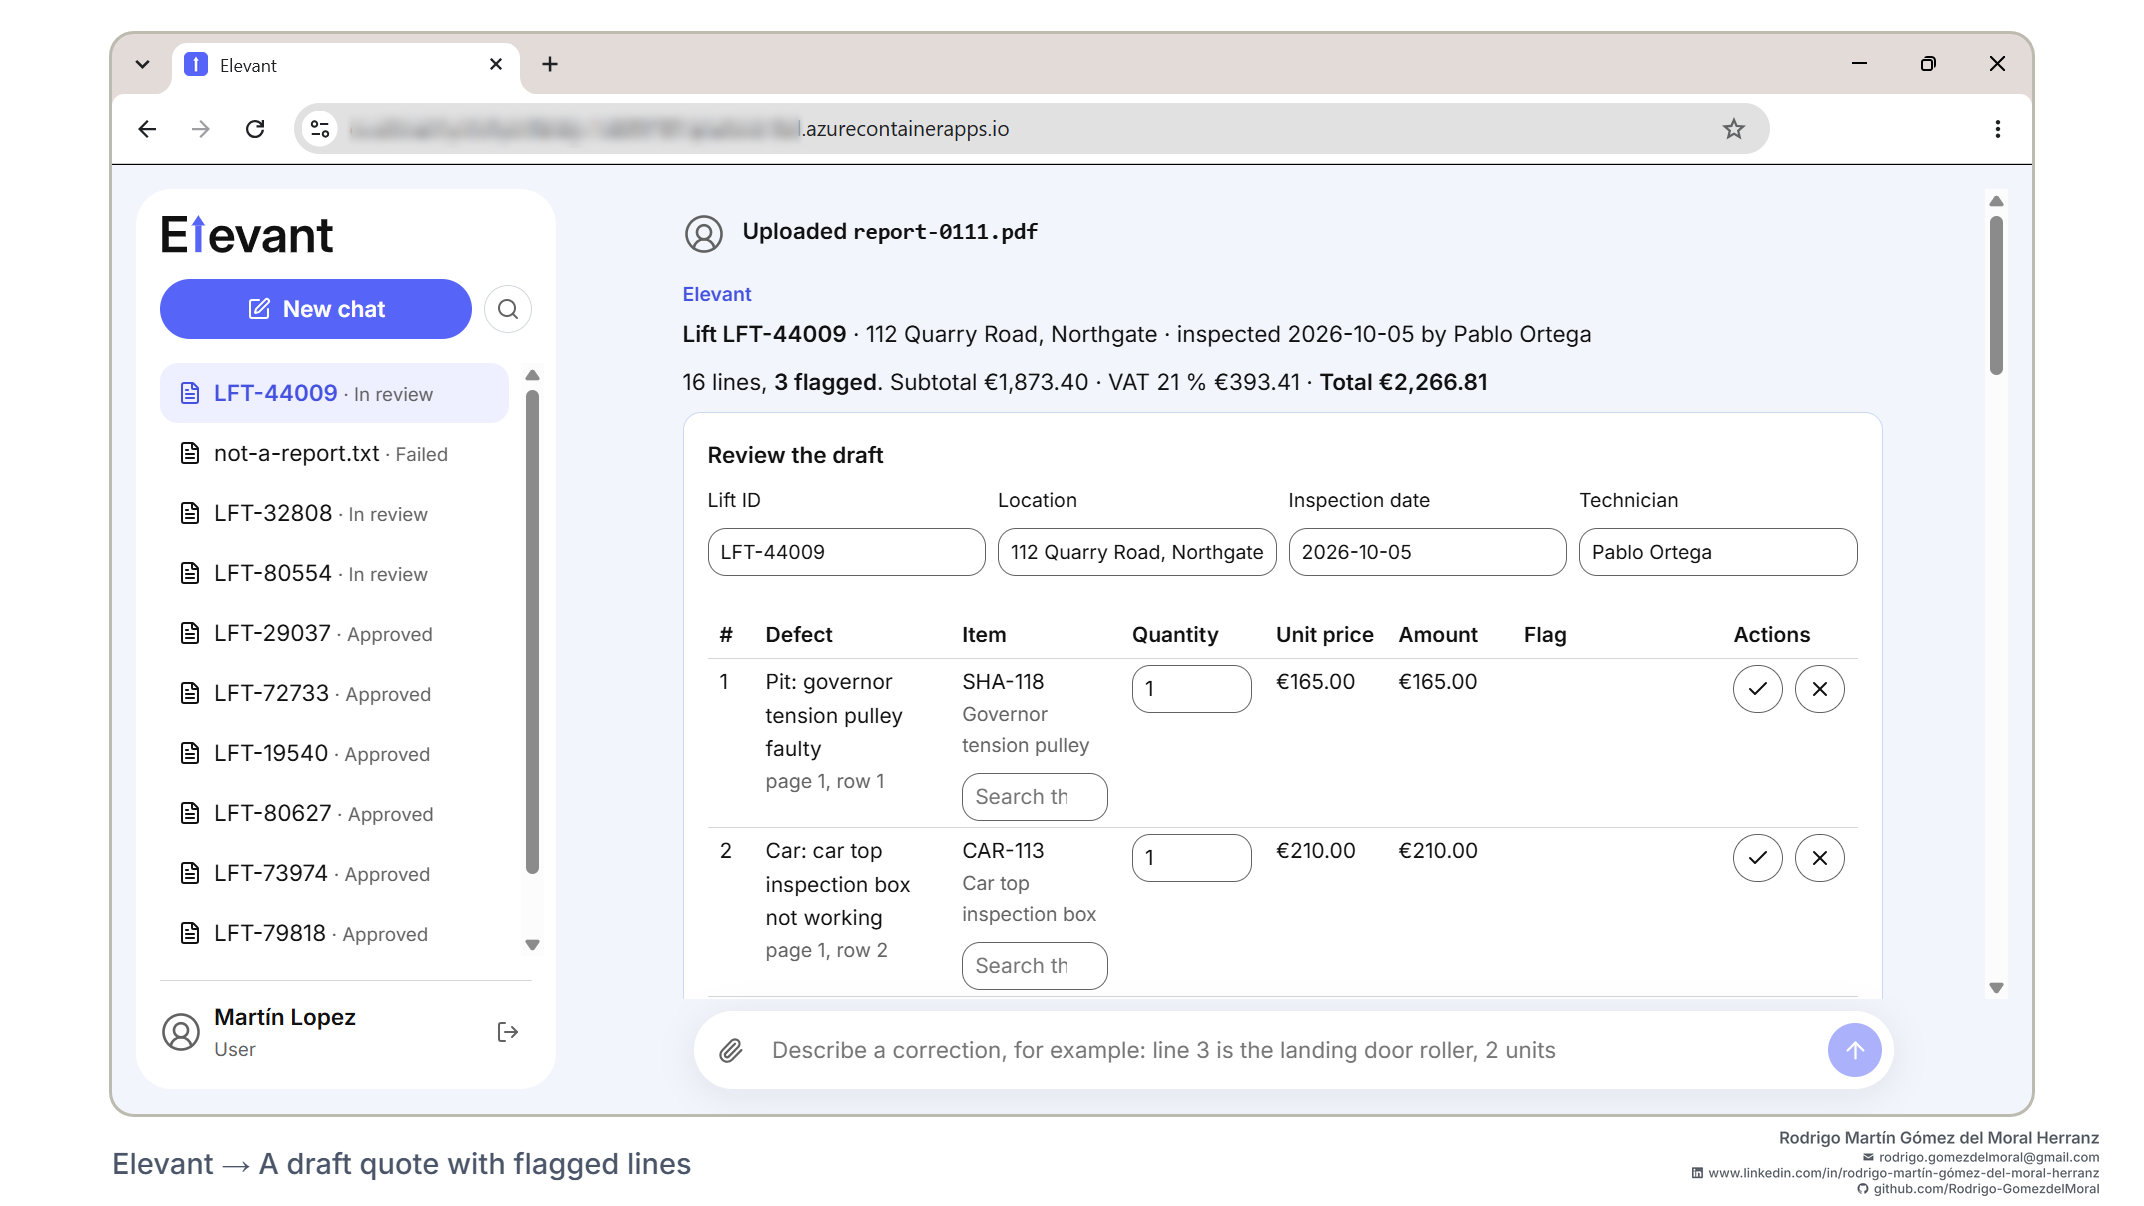 Elevant
.azurecontainerapps.io
Elevant
New chat
LFT-44009 · In review
not-a-report.txt · Failed
LFT-32808 · In review
LFT-80554 · In review
LFT-29037 · Approved
LFT-72733 · Approved
LFT-19540 · Approved
LFT-80627 · Approved
LFT-73974 · Approved
LFT-79818 · Approved
Martín Lopez
User
Uploaded report-0111.pdf
Elevant
Lift LFT-44009 · 112 Quarry Road, Northgate · inspected 2026-10-05 by Pablo Ortega
16 lines, 3 flagged. Subtotal €1,873.40 · VAT 21 % €393.41 · Total €2,266.81
Review the draft
Lift ID Location Inspection date Technician
LFT-44009 112 Quarry Road, Northgate 2026-10-05 Pablo Ortega
# Defect Item Quantity Unit price Amount Flag Actions
1 Pit: governor SHA-118 1 €165.00 €165.00
tension pulley Governor
faulty tension pulley
page 1, row 1 Search th
2 Car: car top CAR-113 1 €210.00 €210.00
inspection box Car top
not working inspection box
page 1, row 2 Search th
Describe a correction, for example: line 3 is the landing door roller, 2 units
Elevant → A draft quote with flagged lines
Rodrigo Martín Gómez del Moral Herranz
rodrigo.gomezdelmoral@gmail.com
www.linkedin.com/in/rodrigo-martín-gómez-del-moral-herranz
github.com/Rodrigo-GomezdelMoral